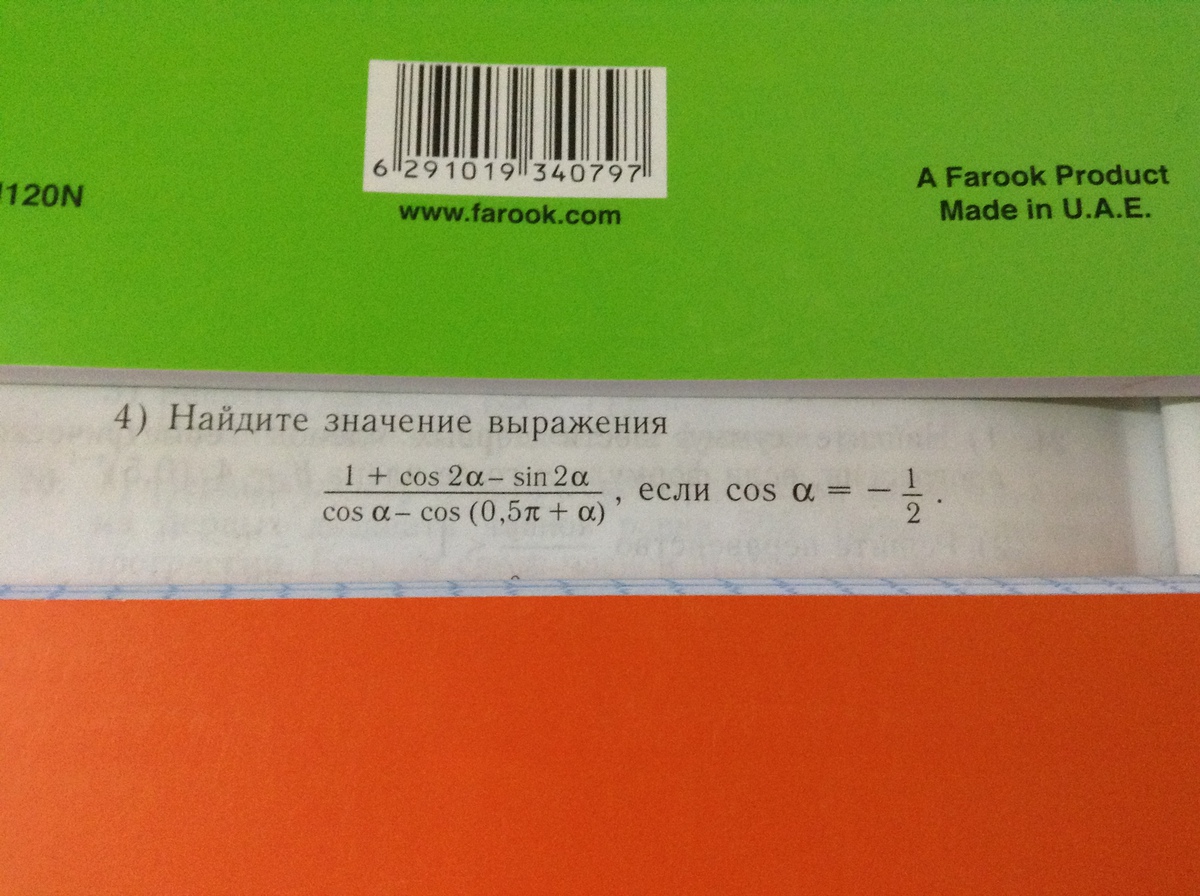 6 291019 340797
120N
www.farook.com
A Farook Product
Made in U.A.E.
4) Найдите значение выражения
1 + cos 2α – sin 2α / cos α – cos (0,5π + α) , если cos α = – 1/2 .